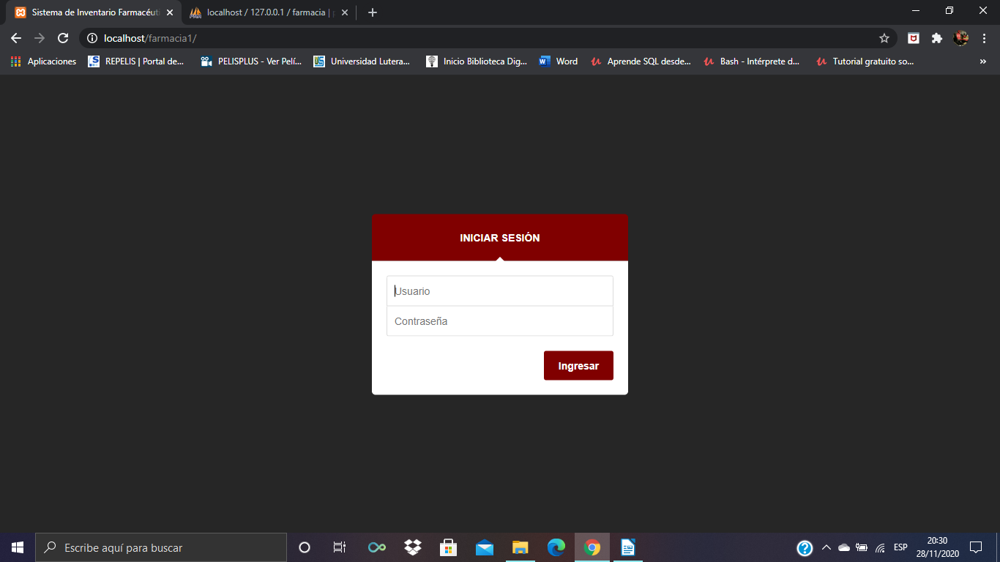 Sistema de Inventario Farmacéuti
localhost / 127.0.0.1 / farmacia | p
localhost/farmacia1/
Aplicaciones
REPELIS | Portal de...
PELISPLUS - Ver Pelí...
Universidad Lutera...
Inicio Biblioteca Dig...
Word
Aprende SQL desde...
Bash - Intérprete d...
Tutorial gratuito so...
»
INICIAR SESIÓN
Usuario
Contraseña
Ingresar
Escribe aquí para buscar
ESP
20:30
28/11/2020